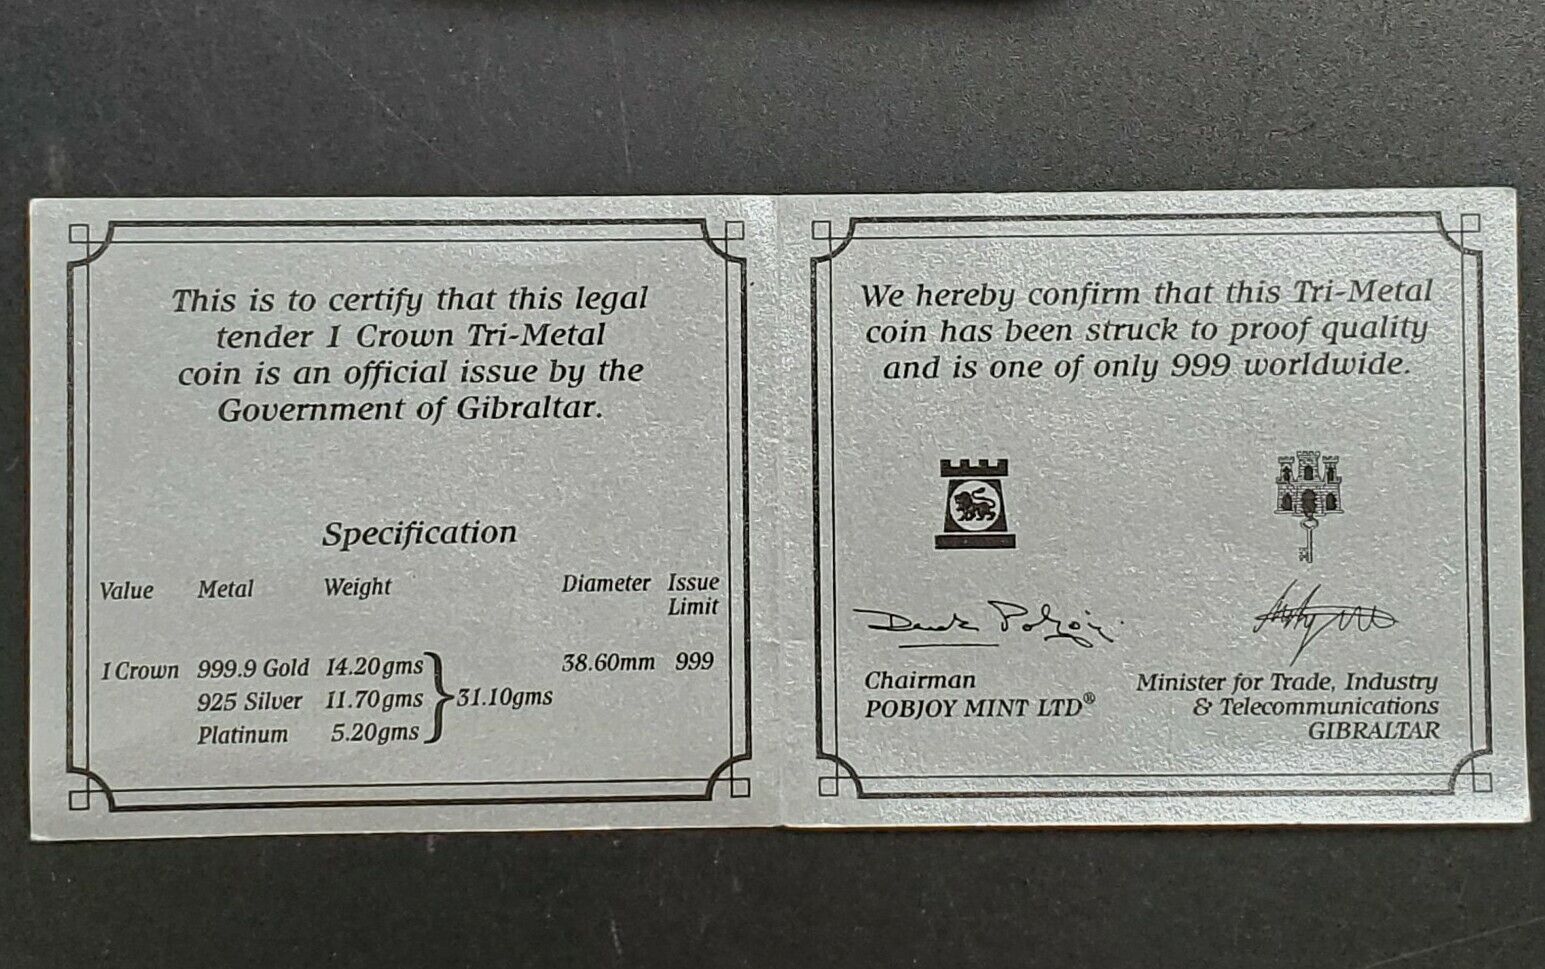 This is to certify that this legal
tender 1 Crown Tri-Metal
coin is an official issue by the
Government of Gibraltar.
Specification
Value Metal Weight Diameter Issue
Limit
1 Crown 999.9 Gold 14.20gms 38.60mm 999
925 Silver 11.70gms 31.10gms
Platinum 5.20gms
We hereby confirm that this Tri-Metal
coin has been struck to proof quality
and is one of only 999 worldwide.
Derek Pobjoy
Chairman
POBJOY MINT LTD®
Minister for Trade, Industry
& Telecommunications
GIBRALTAR